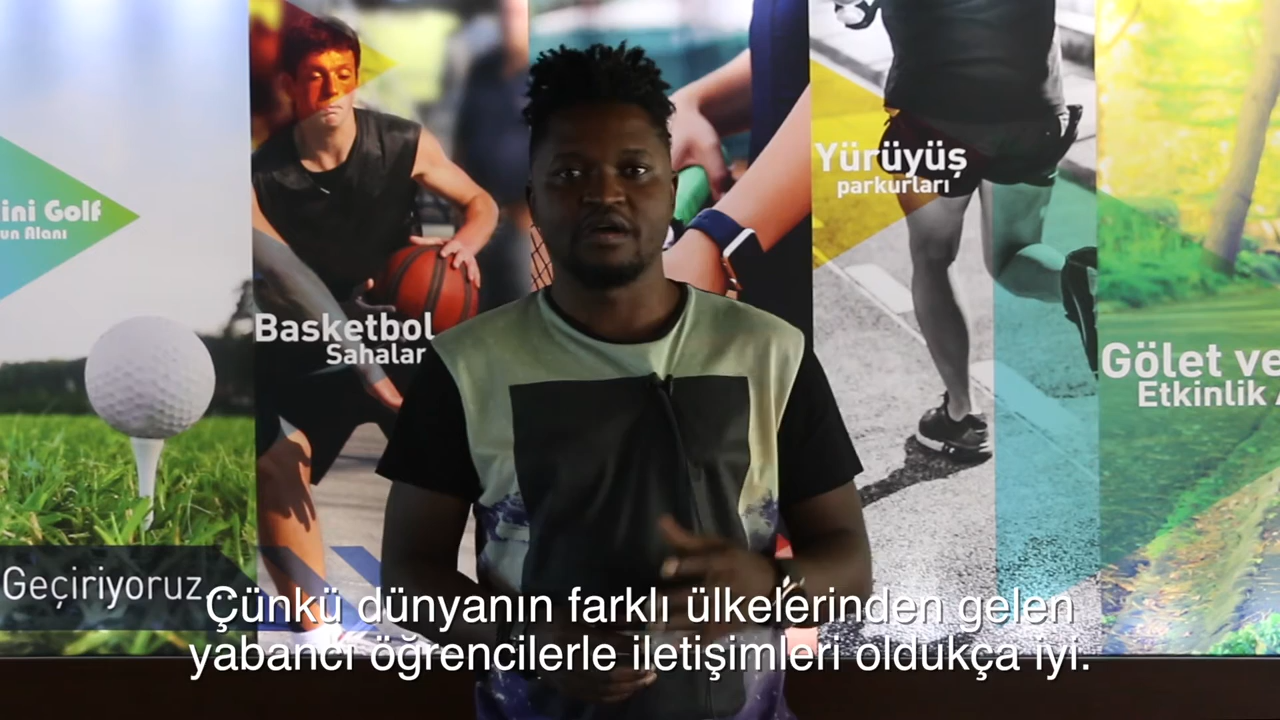 ini Golf
un Alanı
Basketbol
Sahalar
Yürüyüş
parkurları
Gölet ve
Etkinlik
Geçiriyoruz
Çünkü dünyanın farklı ülkelerinden gelen
yabancı öğrencilerle iletişimleri oldukça iyi.